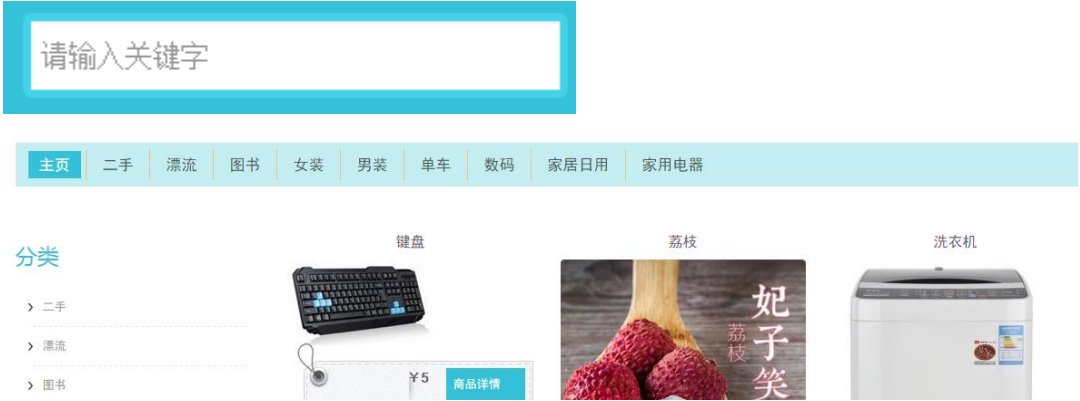 请输入关键字
主页 二手 漂流 图书 女装 男装 单车 数码 家居日用 家用电器
分类
二手
漂流
图书
键盘
¥5 商品详情
荔枝
妃子笑
荔枝
洗衣机